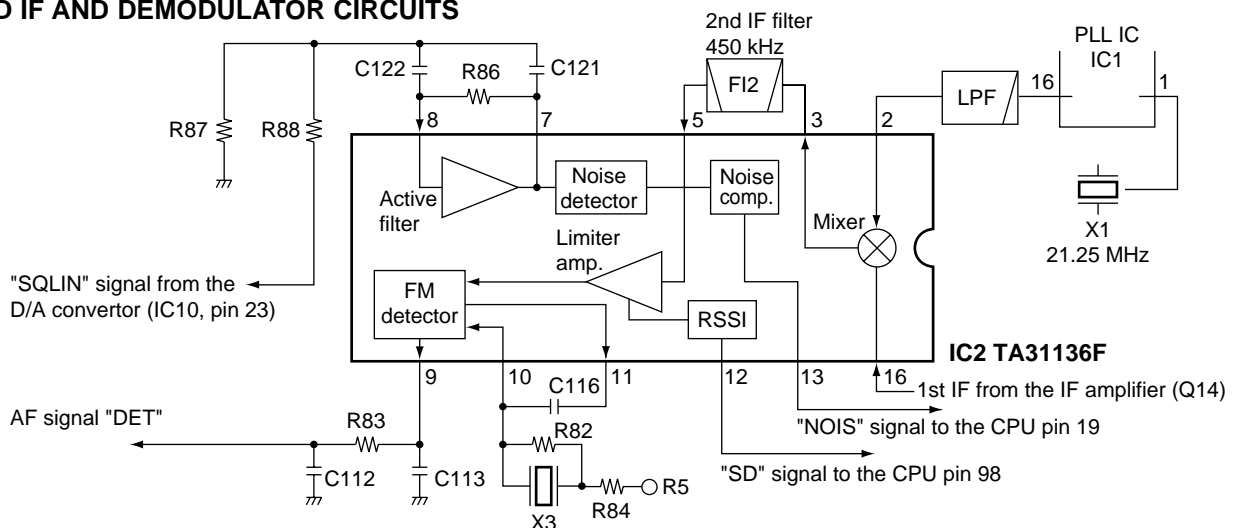 D IF AND DEMODULATOR CIRCUITS
2nd IF filter
450 kHz
PLL IC
IC1
C122
R86
C121
FI2
LPF
16
1
R87
R88
8
7
5
3
2
Active
filter
Noise
detector
Noise
comp.
Mixer
X1
21.25 MHz
Limiter
amp.
"SQLIN" signal from the
D/A convertor (IC10, pin 23)
FM
detector
RSSI
IC2 TA31136F
9
10
11
12
13
16
1st IF from the IF amplifier (Q14)
C116
AF signal "DET"
R83
R82
"NOIS" signal to the CPU pin 19
"SD" signal to the CPU pin 98
C112
C113
R5
R84
X3